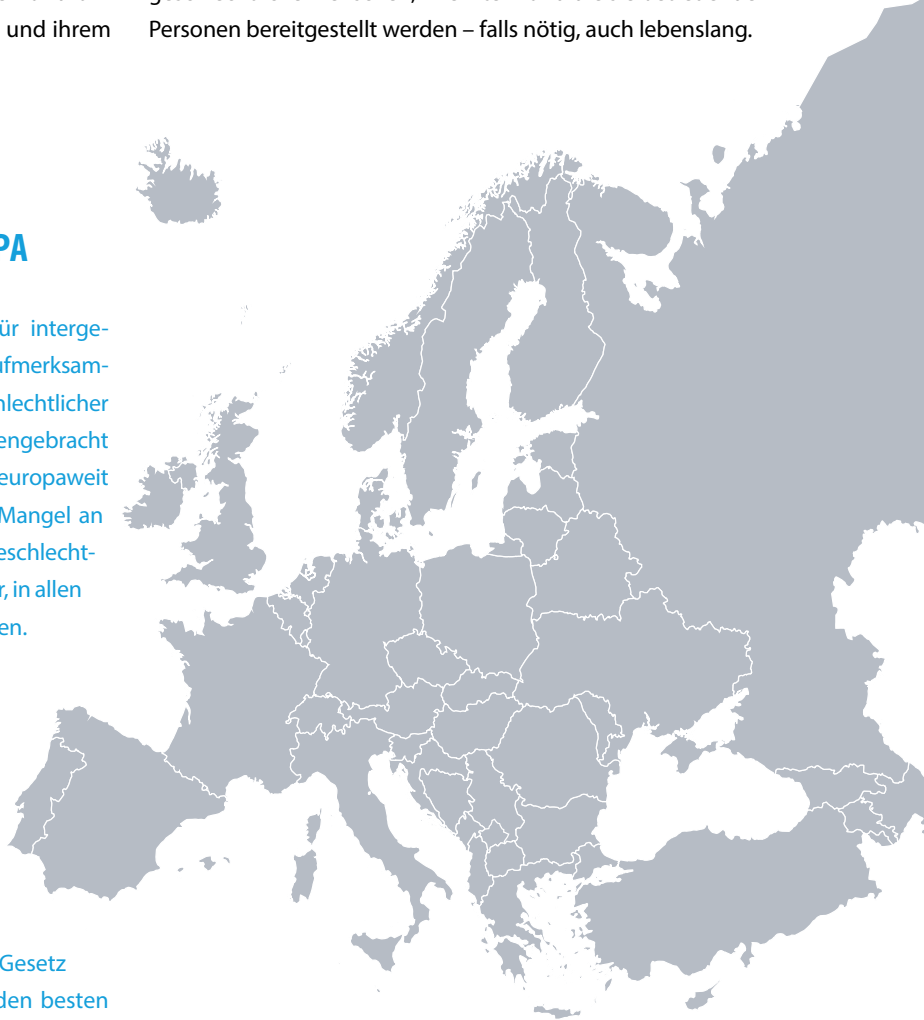 und ihrem
Personen bereitgestellt werden – falls nötig, auch lebenslang.
PA
ür interge-
ufmerksam-
hlechtlicher
engebracht
europaweit
Mangel an
eschlecht-
r, in allen
en.
Gesetz
den besten